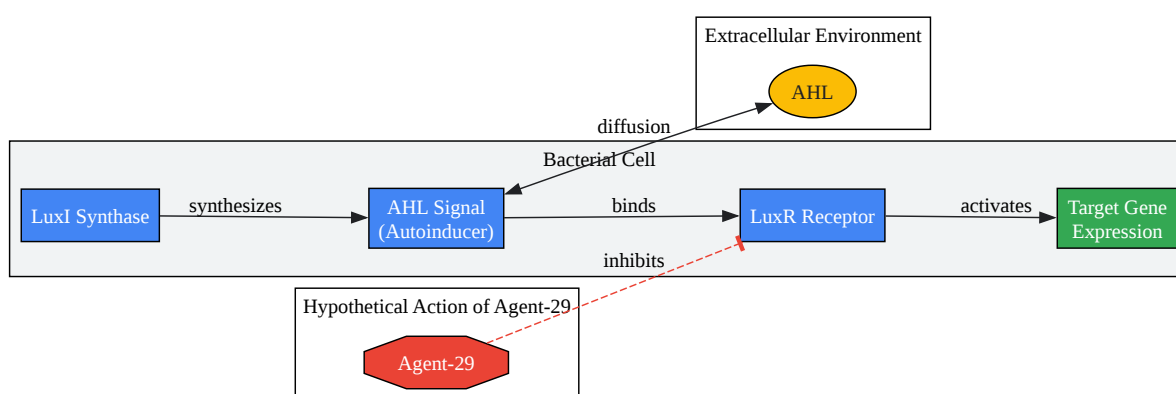 Extracellular Environment
AHL
diffusion
Bacterial Cell
LuxI Synthase
synthesizes
AHL Signal
(Autoinducer)
binds
LuxR Receptor
activates
Target Gene
Expression
inhibits
Hypothetical Action of Agent-29
Agent-29